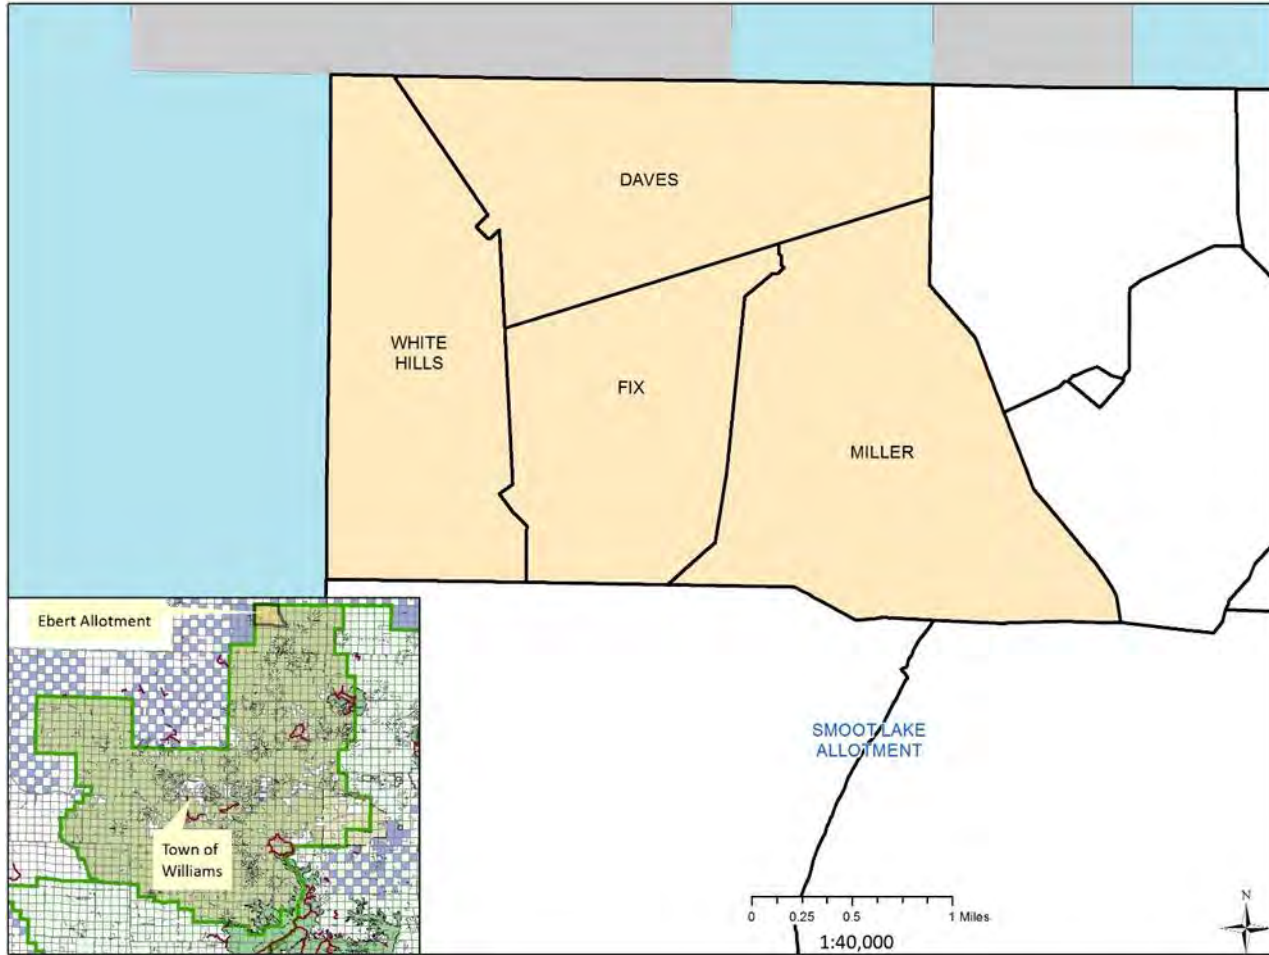 DAVES
WHITE
HILLS
FIX
MILLER
Ebert Allotment
Town of
Williams
SMOOT LAKE
ALLOTMENT
0 0.25 0.5 1 Miles
1:40,000
N